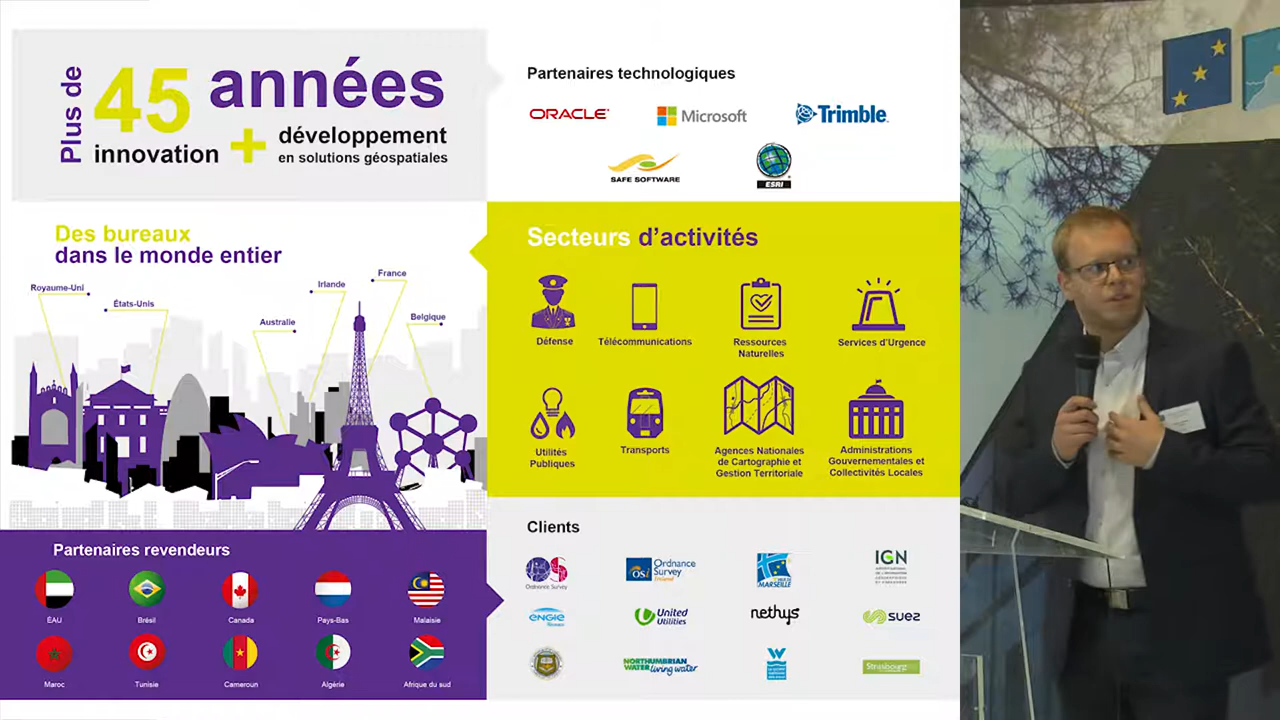 Plus de
45 années
innovation + développement
en solutions géospatiales
Partenaires technologiques
ORACLE
Microsoft
Trimble
SAFE SOFTWARE
ESRI
Des bureaux
dans le monde entier
Royaume-Uni
États-Unis
Australie
Irlande
France
Belgique
Secteurs d'activités
Défense
Télécommunications
Ressources
Naturelles
Services d'Urgence
Utilités
Publiques
Transports
Agences Nationales
de Cartographie et
Gestion Territoriale
Administrations
Gouvernementales et
Collectivités Locales
Partenaires revendeurs
ÉAU
Brésil
Canada
Pays-Bas
Malaisie
Maroc
Tunisie
Cameroun
Algérie
Afrique du sud
Clients
Ordnance Survey
osi
Ordnance
Survey
Ireland
MARSEILLE
IGN
ENGIE
United
Utilities
nethys
suez
NORTHUMBRIAN
WATER living water
Strasbourg